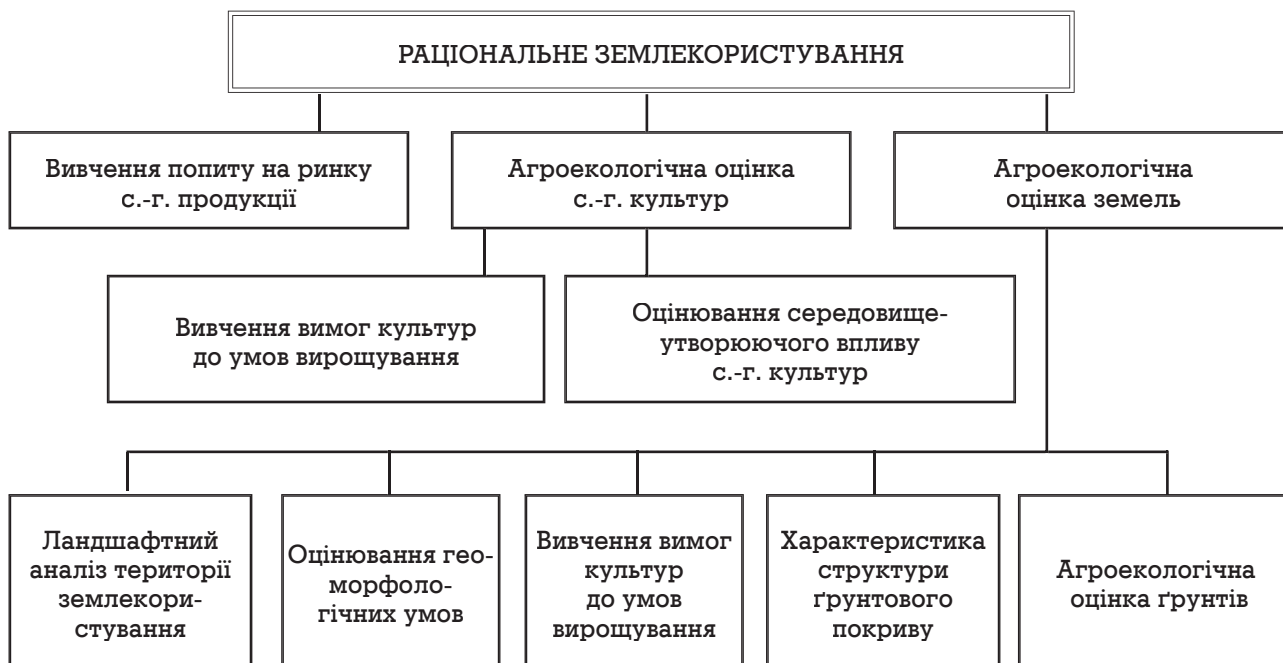 РАЦІОНАЛЬНЕ ЗЕМЛЕКОРИСТУВАННЯ
Вивчення попиту на ринку
с.-г. продукції
Агроекологічна оцінка
с.-г. культур
Агроекологічна
оцінка земель
Вивчення вимог культур
до умов вирощування
Оцінювання середовище-
утворюючого впливу
с.-г. культур
Ландшафтний
аналіз території
землекори-
стування
Оцінювання гео-
морфоло-
гічних умов
Вивчення вимог
культур
до умов
вирощування
Характеристика
структури
ґрунтового
покриву
Агроекологічна
оцінка ґрунтів